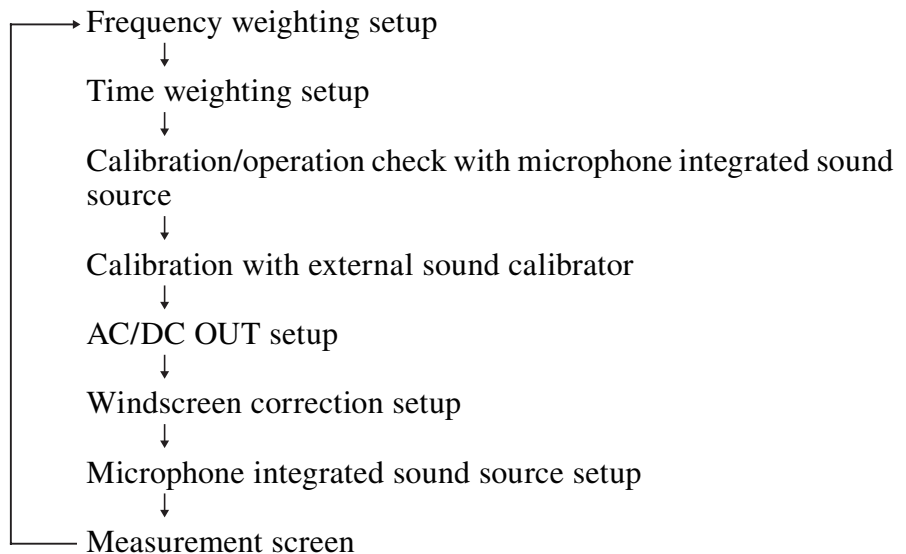 Frequency weighting setup
Time weighting setup
Calibration/operation check with microphone integrated sound
source
Calibration with external sound calibrator
AC/DC OUT setup
Windscreen correction setup
Microphone integrated sound source setup
Measurement screen